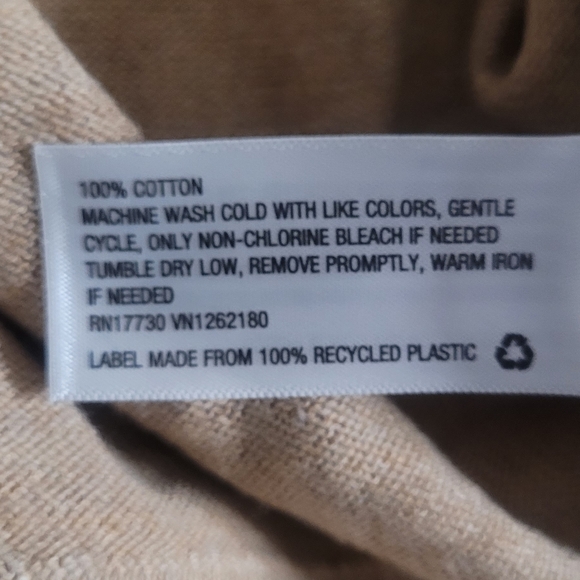 100% COTTON
MACHINE WASH COLD WITH LIKE COLORS, GENTLE
CYCLE, ONLY NON-CHLORINE BLEACH IF NEEDED
TUMBLE DRY LOW, REMOVE PROMPTLY, WARM IRON
IF NEEDED
RN17730 VN1262180
LABEL MADE FROM 100% RECYCLED PLASTIC